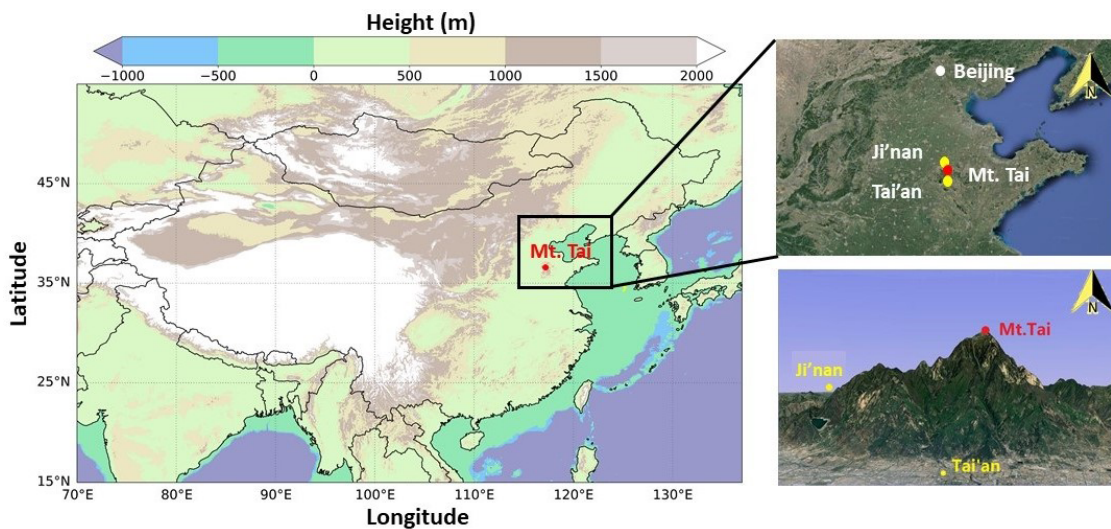 Height (m)
−1000 −500 0 500 1000 1500 2000
Latitude
45°N
35°N
25°N
15°N
70°E 80°E 90°E 100°E 110°E 120°E 130°E
Longitude
Mt. Tai
Beijing
N
Ji'nan
Mt. Tai
Tai'an
N
Mt.Tai
Ji'nan
Tai'an